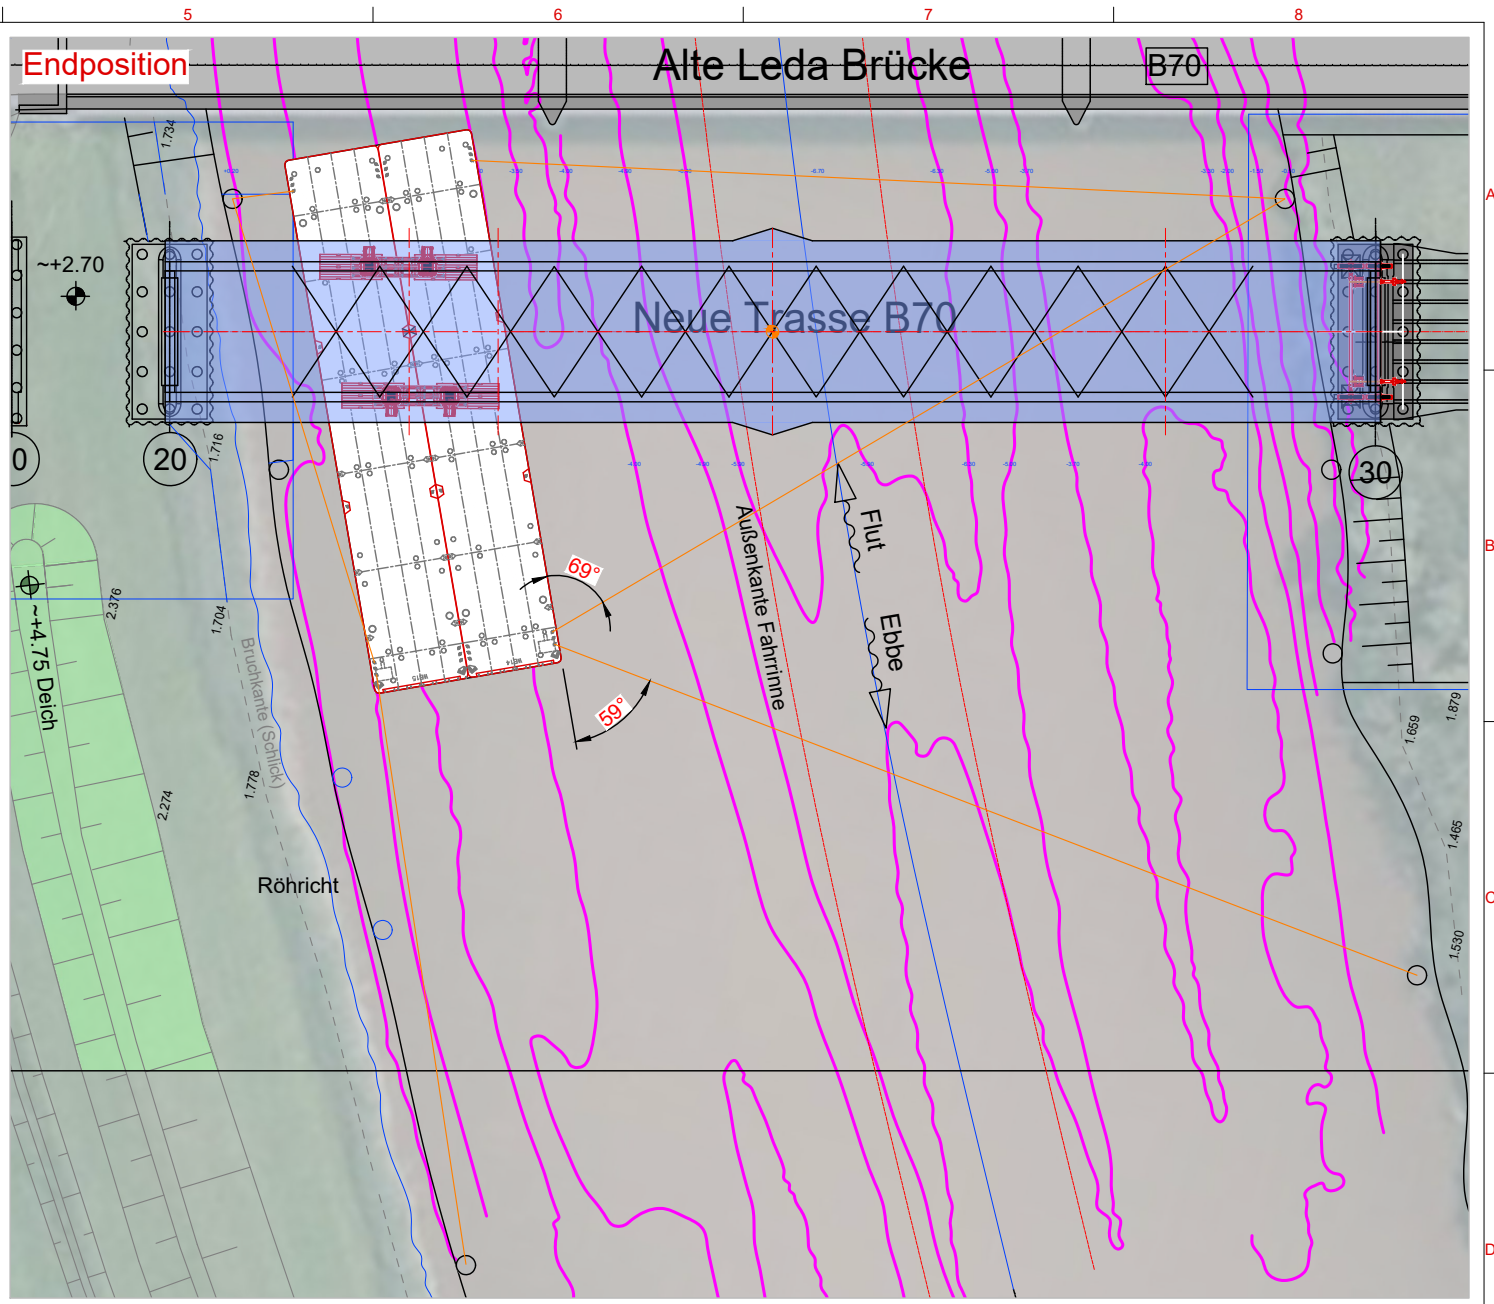 5
6
7
8
Endposition
Alte Leda Brücke
B70
A
1.734
~+2.70
Neue Trasse B70
0
20
30
1.716
B
Flut
Außenkante Fahrrinne
69°
2.376
1.704
~+4.75 Deich
Ebbe
Bruchkante (Schlick)
59°
1.879
1.659
1.778
2.274
1.465
Röhricht
C
1.530
D